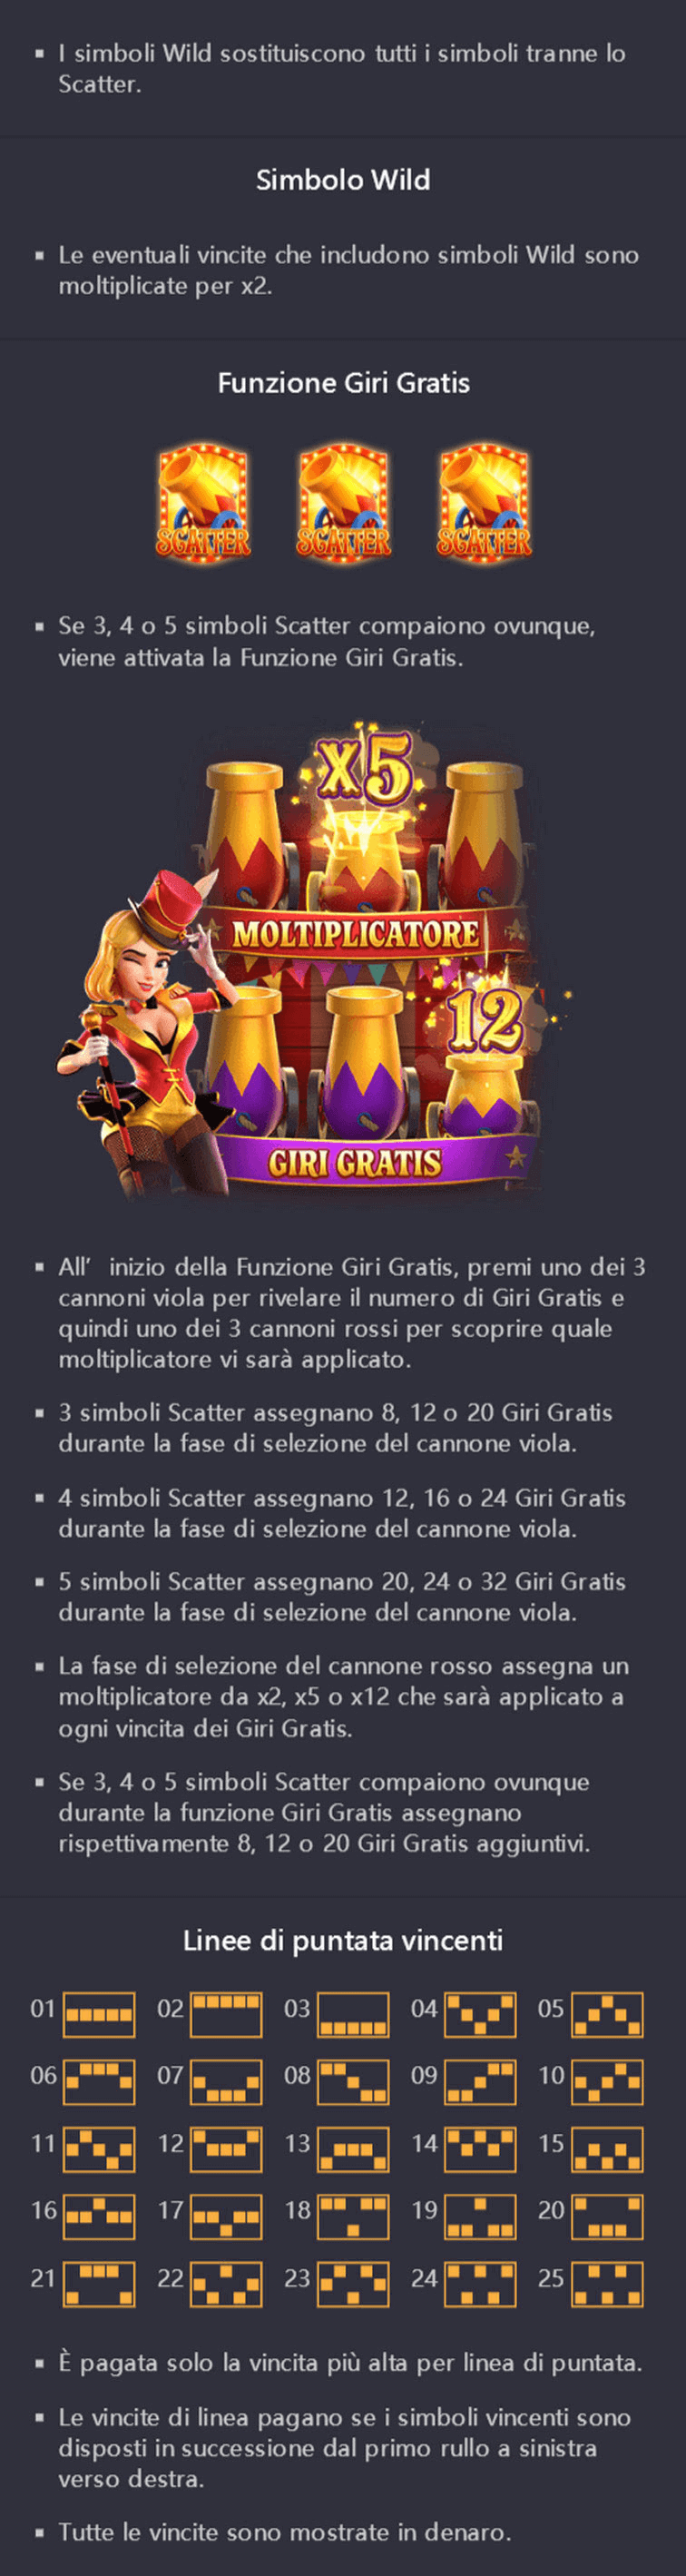 ▪ I simboli Wild sostituiscono tutti i simboli tranne lo
Scatter.
Simbolo Wild
▪ Le eventuali vincite che includono simboli Wild sono
moltiplicate per x2.
Funzione Giri Gratis
SCATTER SCATTER SCATTER
▪ Se 3, 4 o 5 simboli Scatter compaiono ovunque,
viene attivata la Funzione Giri Gratis.
x5
MOLTIPLICATORE
12
GIRI GRATIS
▪ All’ inizio della Funzione Giri Gratis, premi uno dei 3
cannoni viola per rivelare il numero di Giri Gratis e
quindi uno dei 3 cannoni rossi per scoprire quale
moltiplicatore vi sarà applicato.
▪ 3 simboli Scatter assegnano 8, 12 o 20 Giri Gratis
durante la fase di selezione del cannone viola.
▪ 4 simboli Scatter assegnano 12, 16 o 24 Giri Gratis
durante la fase di selezione del cannone viola.
▪ 5 simboli Scatter assegnano 20, 24 o 32 Giri Gratis
durante la fase di selezione del cannone viola.
▪ La fase di selezione del cannone rosso assegna un
moltiplicatore da x2, x5 o x12 che sarà applicato a
ogni vincita dei Giri Gratis.
▪ Se 3, 4 o 5 simboli Scatter compaiono ovunque
durante la funzione Giri Gratis assegnano
rispettivamente 8, 12 o 20 Giri Gratis aggiuntivi.
Linee di puntata vincenti
01 02 03 04 05
06 07 08 09 10
11 12 13 14 15
16 17 18 19 20
21 22 23 24 25
▪ È pagata solo la vincita più alta per linea di puntata.
▪ Le vincite di linea pagano se i simboli vincenti sono
disposti in successione dal primo rullo a sinistra
verso destra.
▪ Tutte le vincite sono mostrate in denaro.